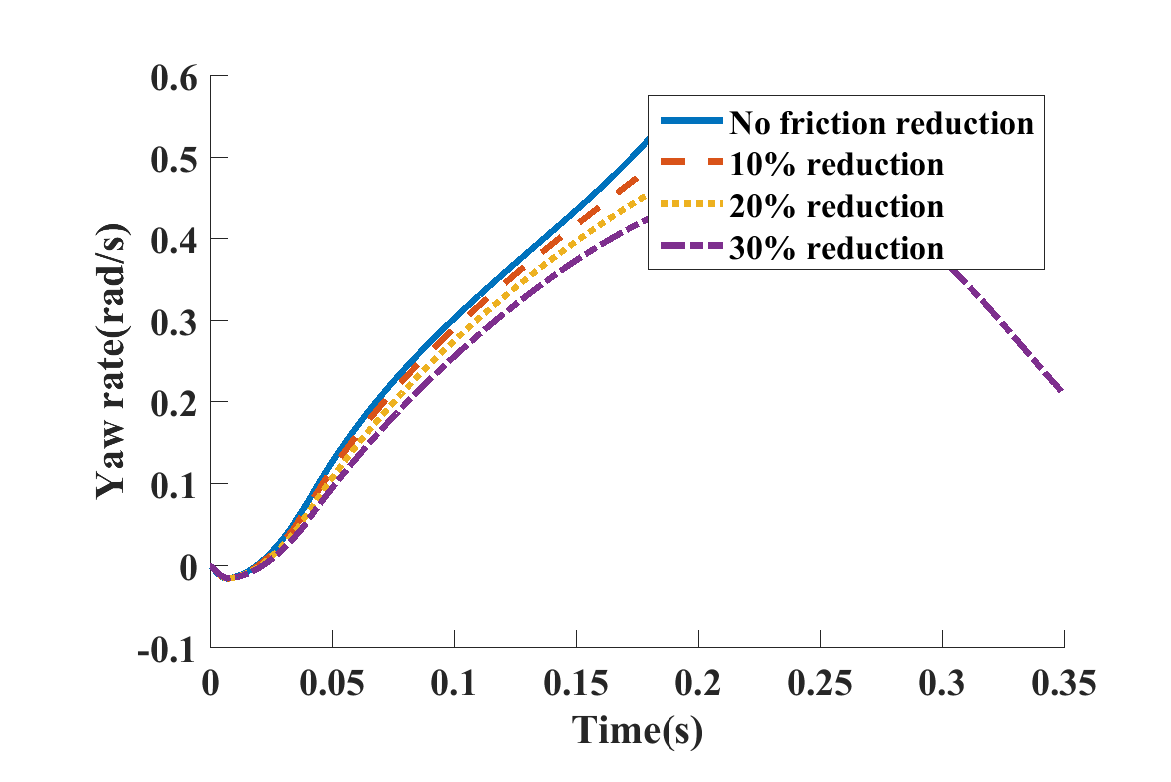 0.6
0.5
0.4
0.3
0.2
0.1
0
-0.1
Yaw rate(rad/s)
No friction reduction
10% reduction
20% reduction
30% reduction
0 0.05 0.1 0.15 0.2 0.25 0.3 0.35
Time(s)